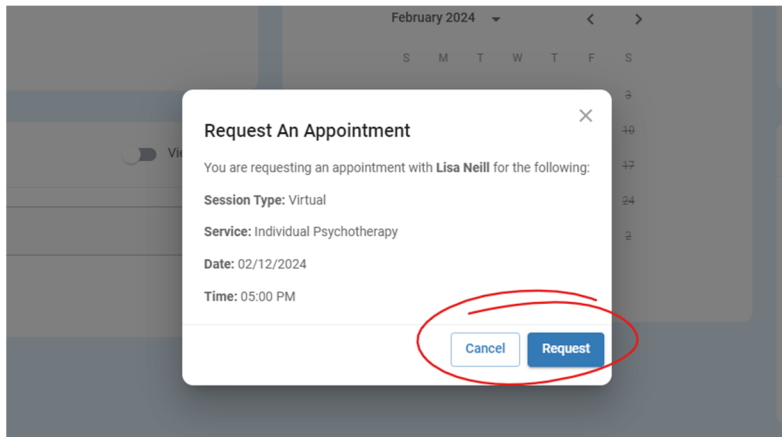 February 2024
S M T W T F S
3
Request An Appointment
10
Vi
You are requesting an appointment with Lisa Neill for the following:
17
Session Type: Virtual
24
Service: Individual Psychotherapy
2
Date: 02/12/2024
Time: 05:00 PM
Cancel Request